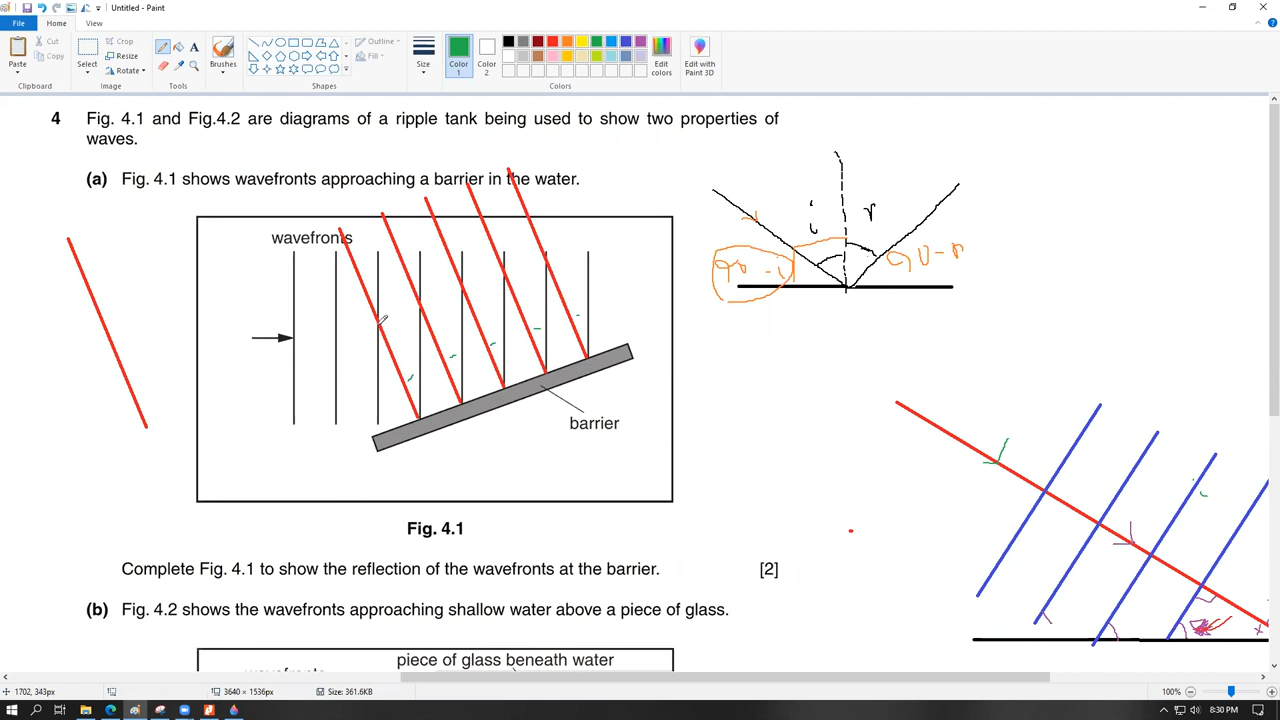 Untitled - Paint
File Home View
Paste
Cut
Copy
Clipboard
Select
Crop
Resize
Rotate
Image
Tools
Brushes
Shapes
Outline
Fill
Size
Color 1
Color 2
Edit colors
Edit with Paint 3D
Colors
4 Fig. 4.1 and Fig.4.2 are diagrams of a ripple tank being used to show two properties of
waves.
(a) Fig. 4.1 shows wavefronts approaching a barrier in the water.
wavefronts
barrier
Fig. 4.1
i
r
90 - i
90 - r
Complete Fig. 4.1 to show the reflection of the wavefronts at the barrier. [2]
(b) Fig. 4.2 shows the wavefronts approaching shallow water above a piece of glass.
piece of glass beneath water
wavefronts
x
1702, 343px
3640 × 1536px
Size: 361.6KB
100%
8:30 PM